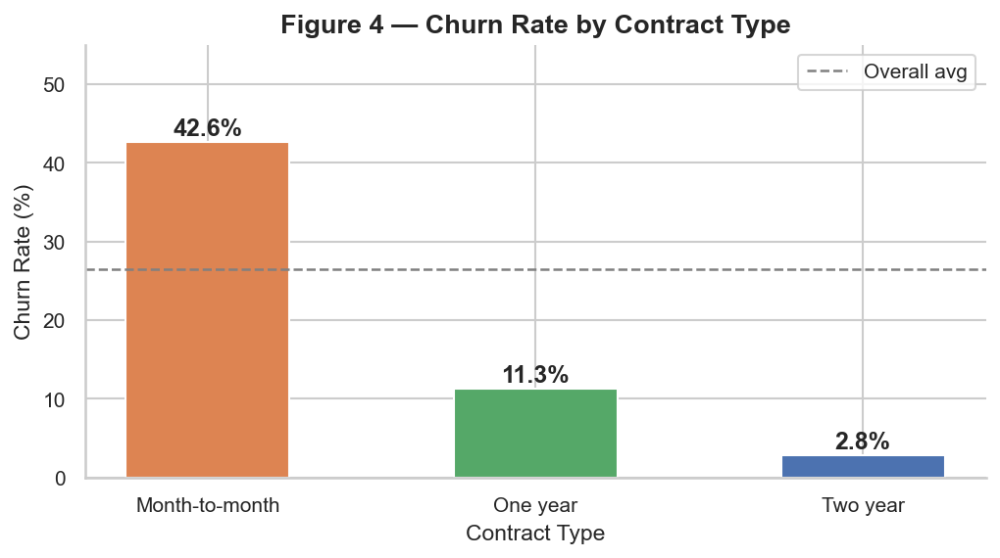 Figure 4 — Churn Rate by Contract Type
Overall avg
Churn Rate (%)
50
40
30
20
10
0
42.6%
11.3%
2.8%
Month-to-month
One year
Two year
Contract Type